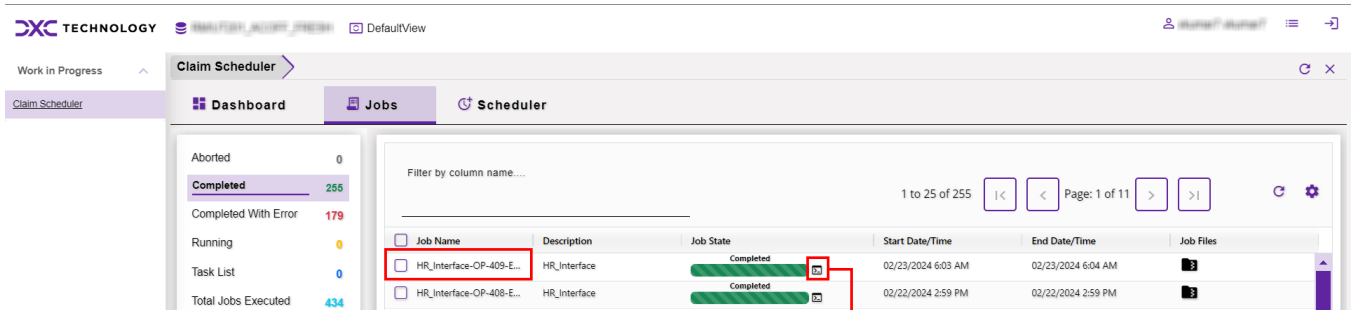 DXC TECHNOLOGY DefaultView
Work in Progress
Claim Scheduler
Claim Scheduler
Dashboard Jobs Scheduler
Aborted 0
Completed 255
Completed With Error 179
Running 0
Task List 0
Total Jobs Executed 434
Filter by column name....
1 to 25 of 255 |< < Page: 1 of 11 > >|
Job Name Description Job State Start Date/Time End Date/Time Job Files
HR_Interface-OP-409-E... HR_Interface Completed 02/23/2024 6:03 AM 02/23/2024 6:04 AM
HR_Interface-OP-408-E... HR_Interface Completed 02/22/2024 2:59 PM 02/22/2024 2:59 PM